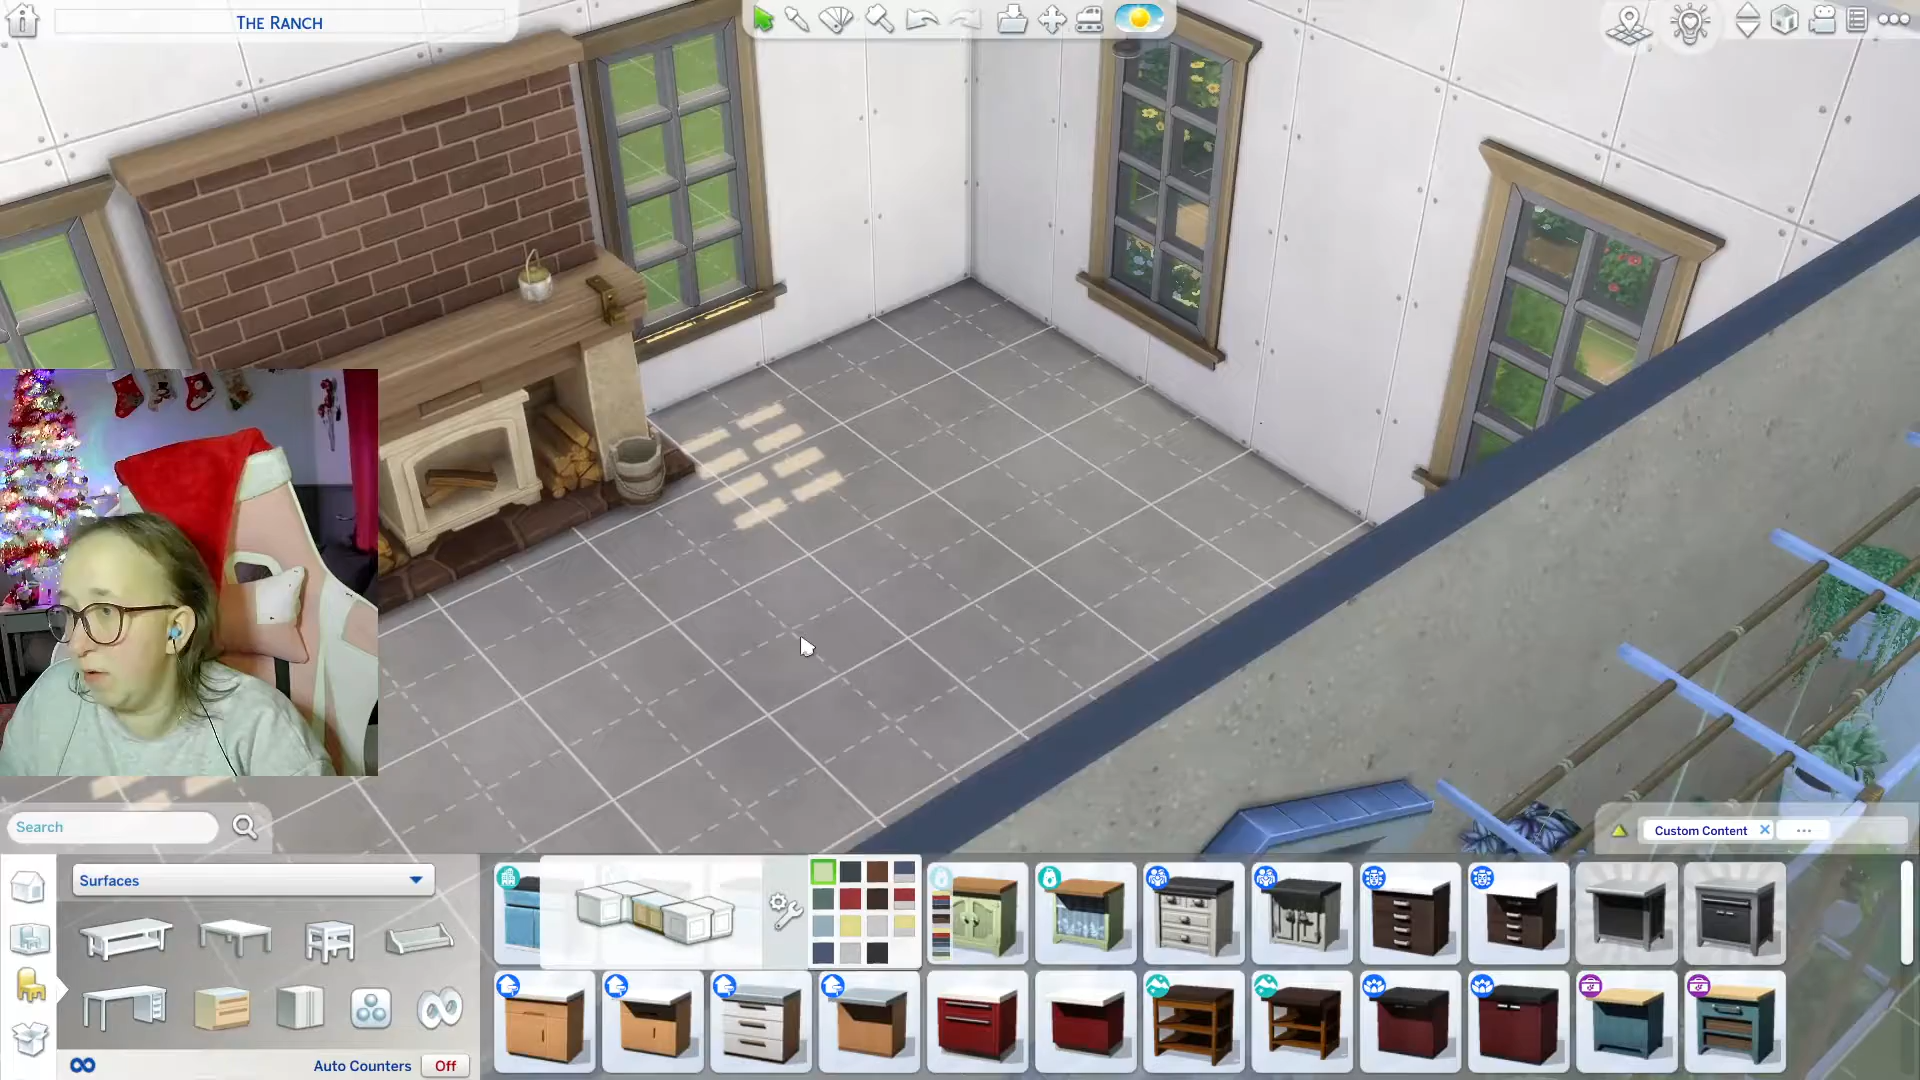 THE RANCH
Search
Custom Content
Surfaces
Auto Counters
Off